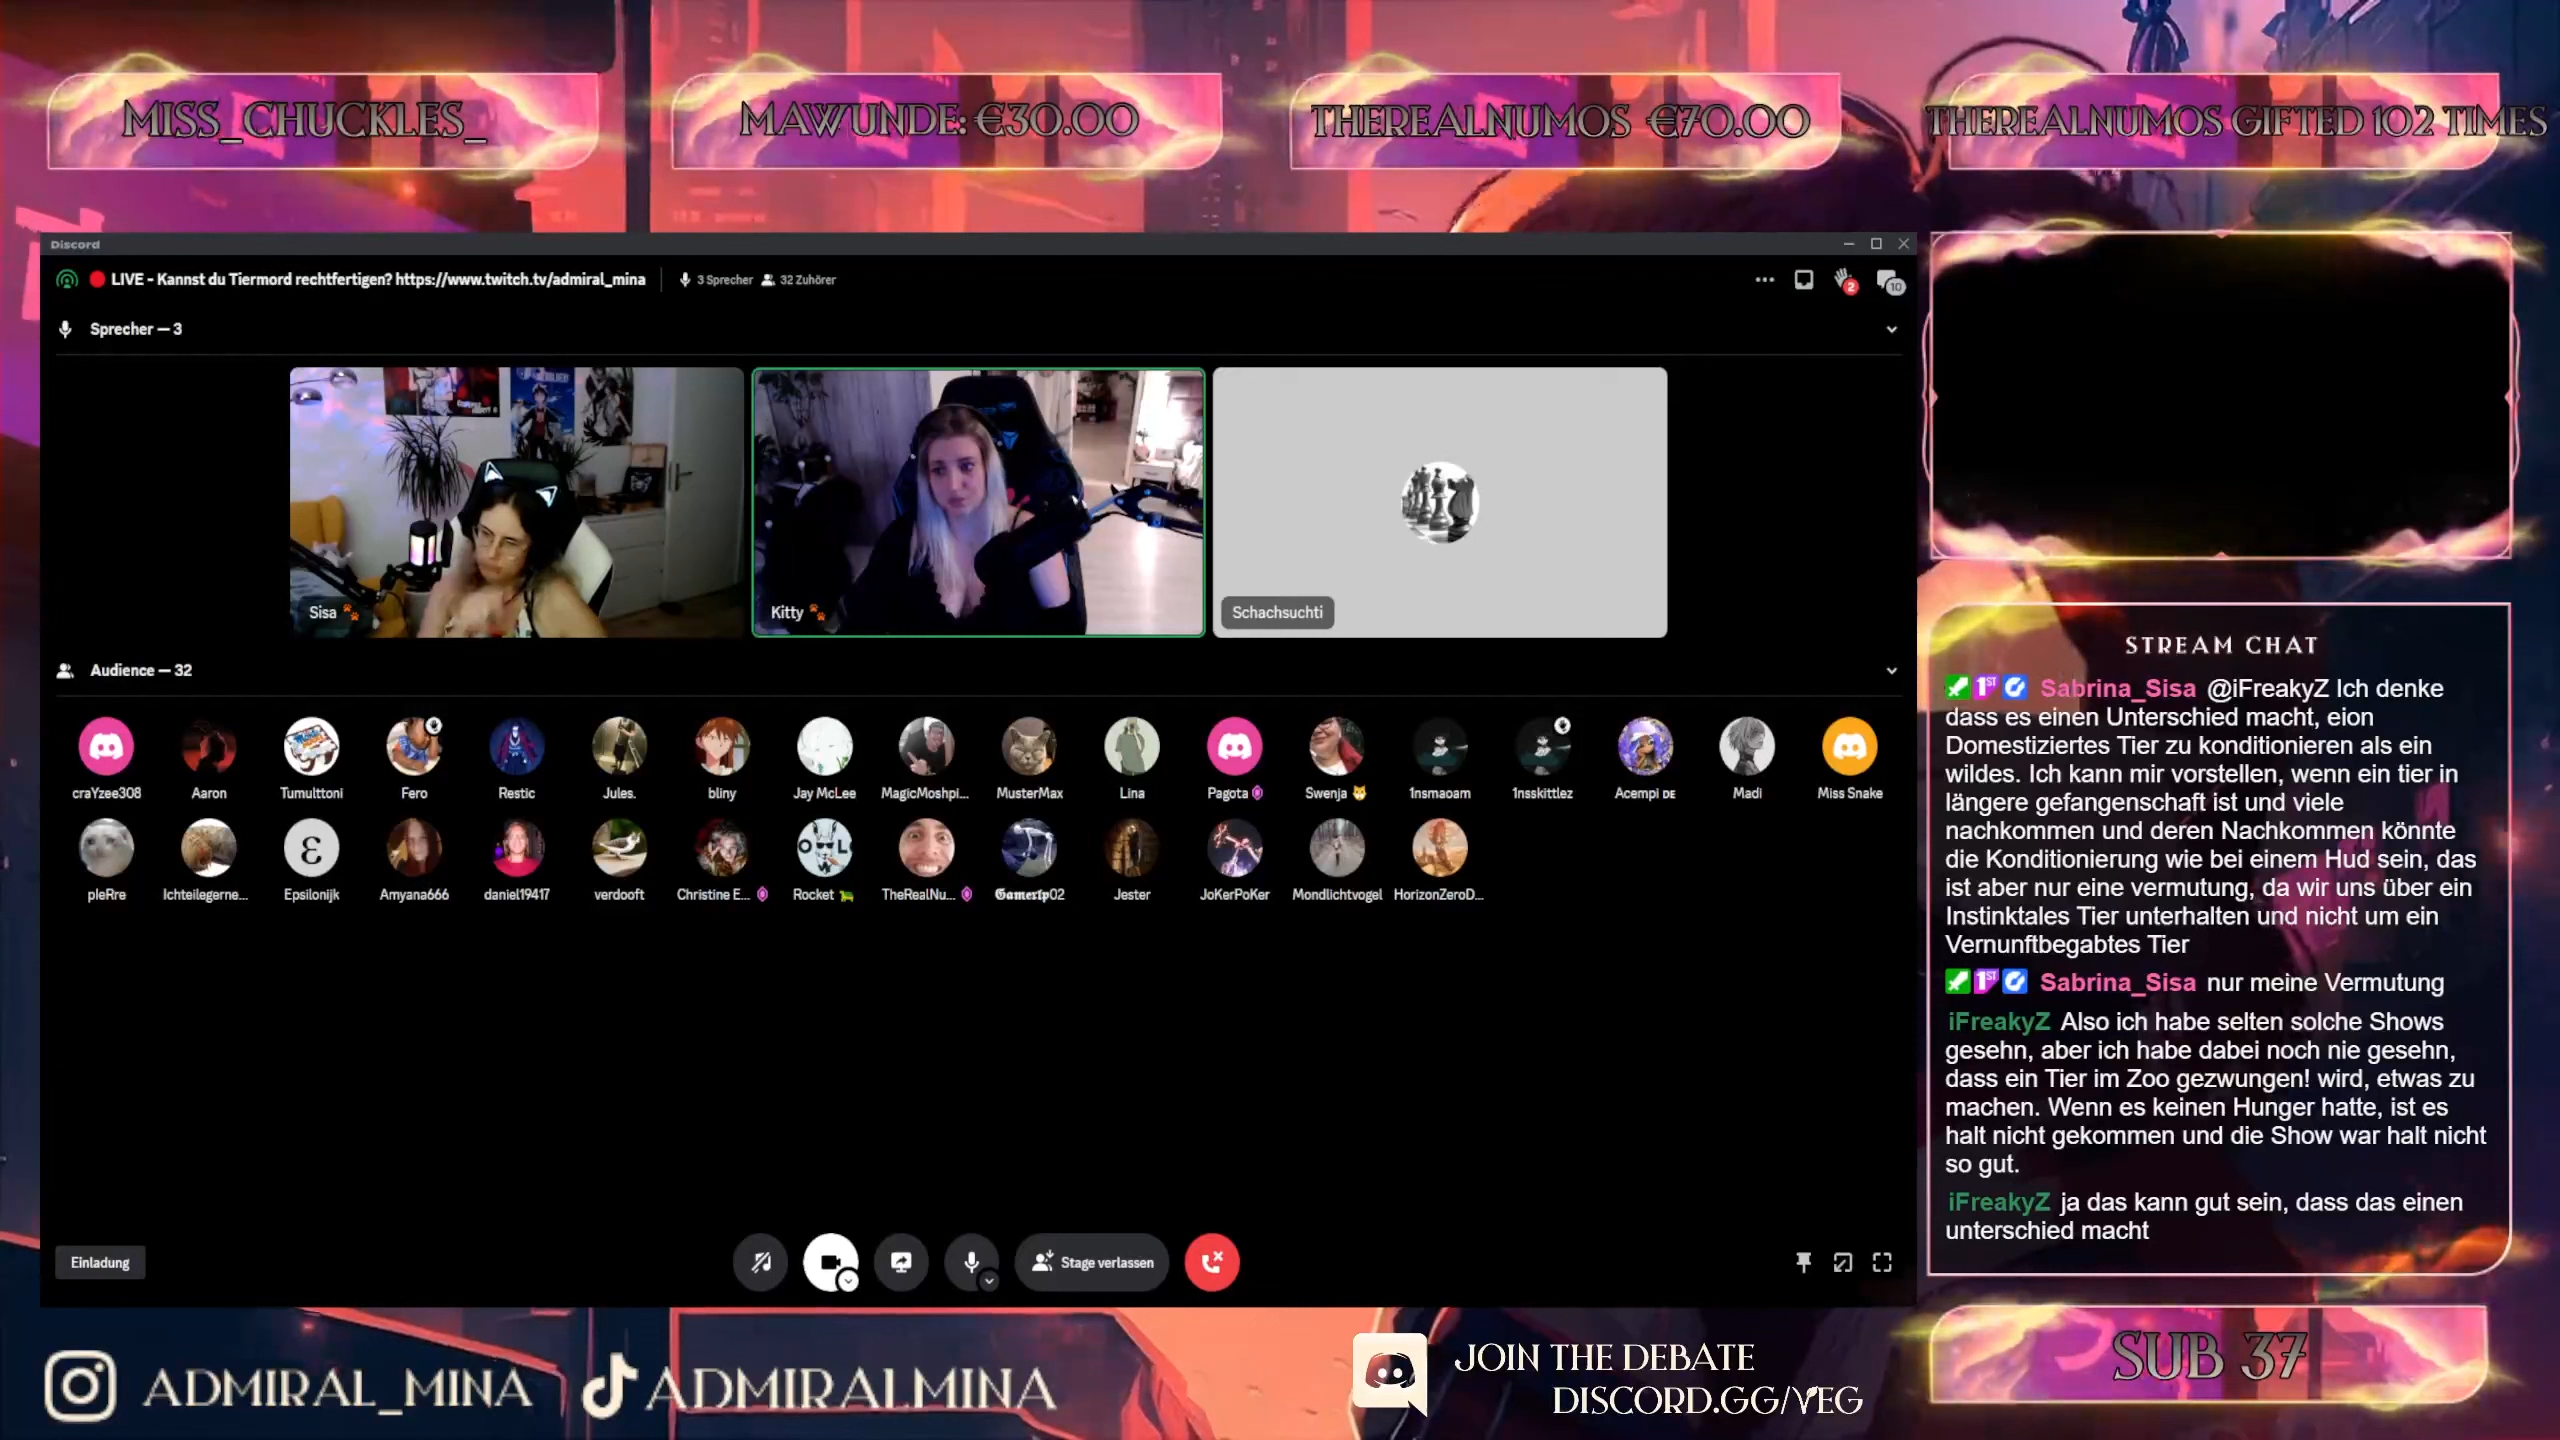 MISS_CHUCKLES_
MAWUNDE: €30.00
THEREALNUMOS €70.00
THEREALNUMOS GIFTED 102 TIMES
Discord
LIVE - Kannst du Tiermord rechtfertigen? https://www.twitch.tv/admiral_mina
3 Sprecher
32 Zuhörer
2
10
Sprecher — 3
Sisa
Kitty
Schachsuchti
Audience — 32
craYzee308
Aaron
Tumulttoni
Fero
Restic
Jules.
bliny
Jay McLee
MagicMoshpi...
MusterMax
Lina
Pagota
Swenja
1nsmaoam
1nsskittlez
Acempi DE
Madi
Miss Snake
pleRre
Ichteilegerne...
Epsilonijk
Amyana666
daniel19417
verdooft
Christine E...
Rocket
TheRealNu...
Gamertp02
Jester
JoKerPoKer
Mondlichtvogel
HorizonZeroD...
Einladung
Stage verlassen
STREAM CHAT
1ST Sabrina_Sisa @iFreakyZ Ich denke
dass es einen Unterschied macht, eion
Domestiziertes Tier zu konditionieren als ein
wildes. Ich kann mir vorstellen, wenn ein tier in
längere gefangenschaft ist und viele
nachkommen und deren Nachkommen könnte
die Konditionierung wie bei einem Hud sein, das
ist aber nur eine vermutung, da wir uns über ein
Instinktales Tier unterhalten und nicht um ein
Vernunftbegabtes Tier
1ST Sabrina_Sisa nur meine Vermutung
iFreakyZ Also ich habe selten solche Shows
gesehn, aber ich habe dabei noch nie gesehn,
dass ein Tier im Zoo gezwungen! wird, etwas zu
machen. Wenn es keinen Hunger hatte, ist es
halt nicht gekommen und die Show war halt nicht
so gut.
iFreakyZ ja das kann gut sein, dass das einen
unterschied macht
ADMIRAL_MINA
ADMIRALMINA
JOIN THE DEBATE
DISCORD.GG/VEG
SUB 37